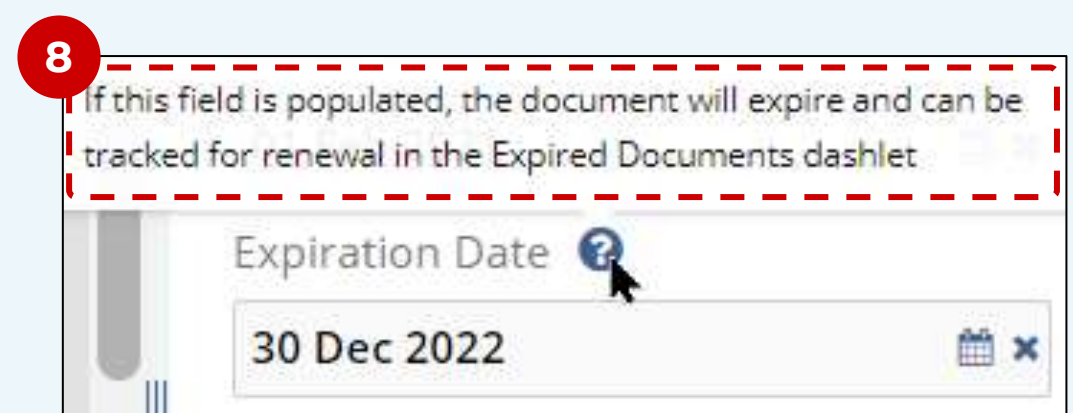 8
If this field is populated, the document will expire and can be
tracked for renewal in the Expired Documents dashlet
Expiration Date ?
30 Dec 2022